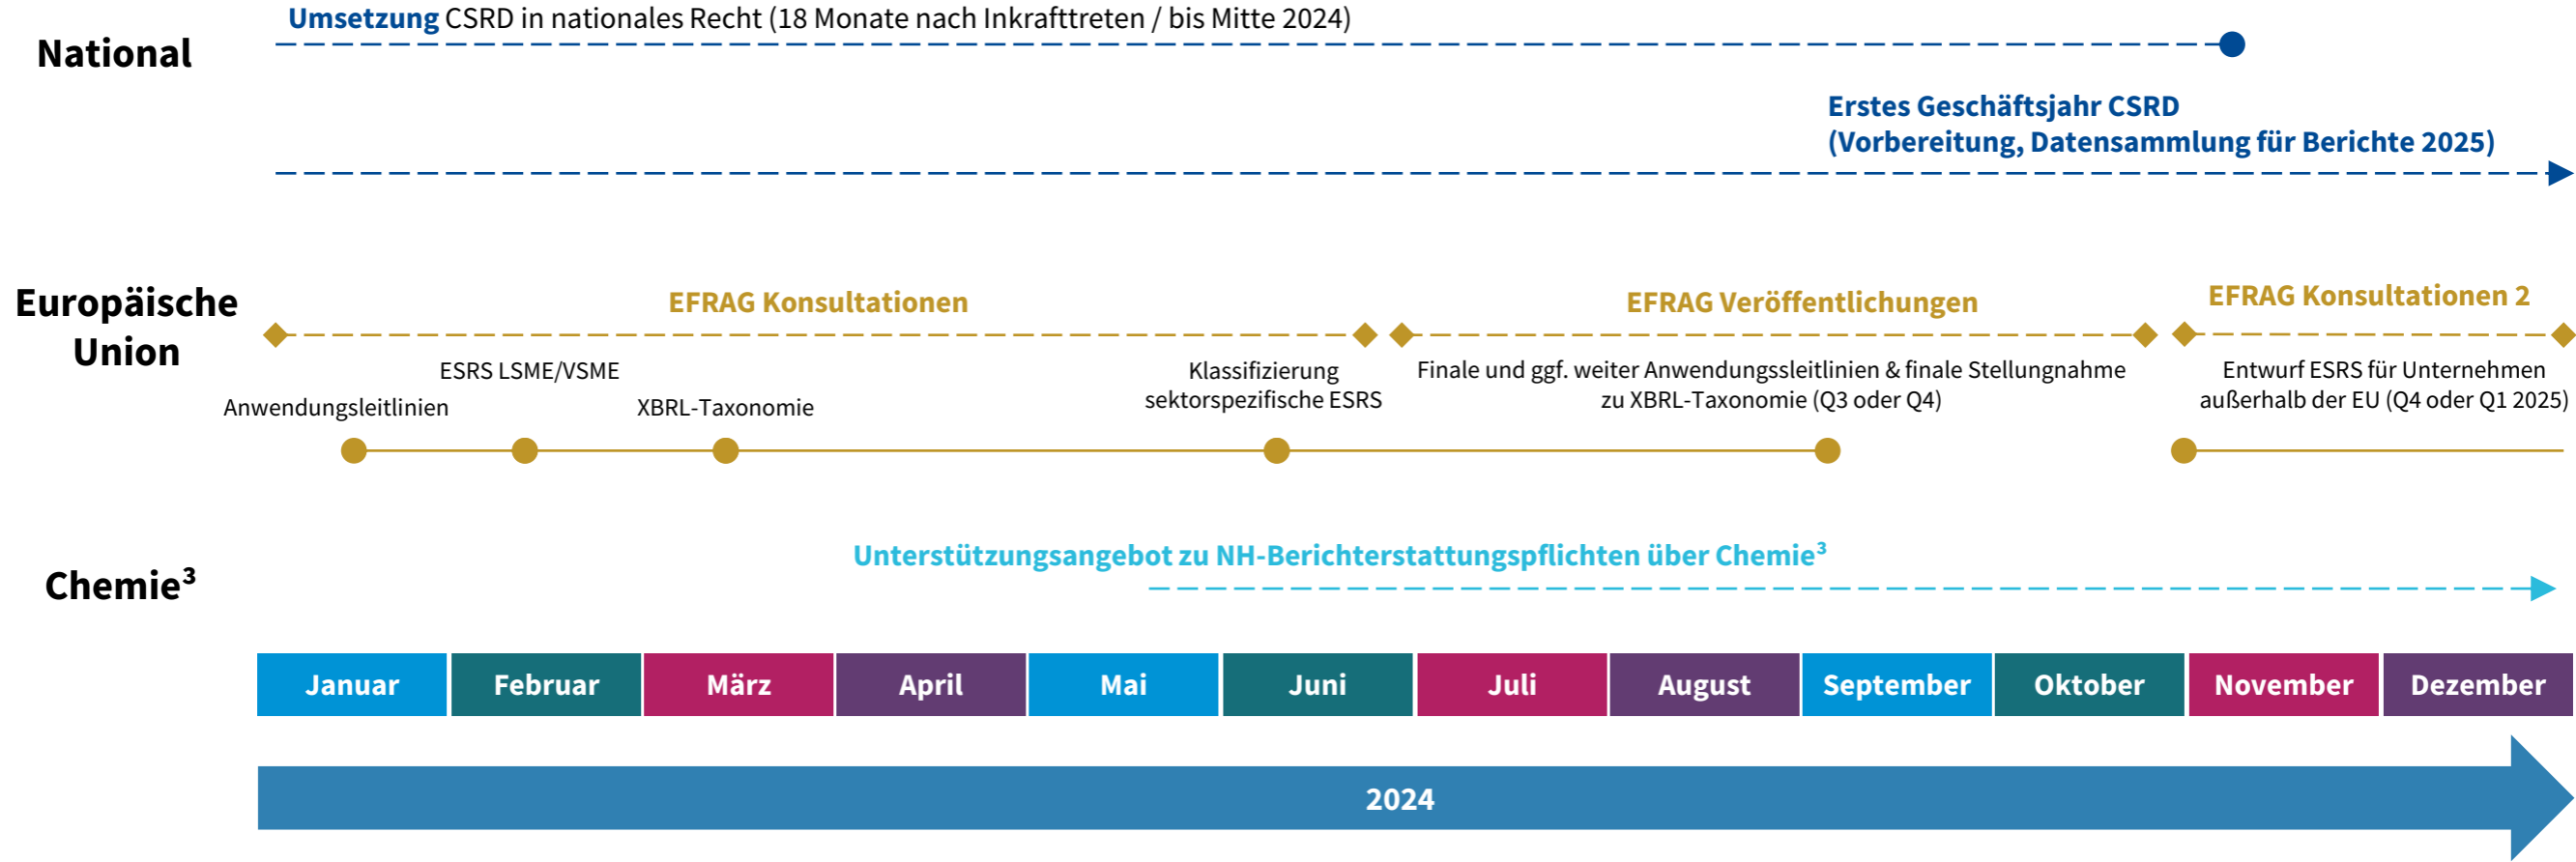 National
Umsetzung CSRD in nationales Recht (18 Monate nach Inkrafttreten / bis Mitte 2024)
Erstes Geschäftsjahr CSRD
(Vorbereitung, Datensammlung für Berichte 2025)
Europäische
Union
EFRAG Konsultationen
EFRAG Veröffentlichungen
EFRAG Konsultationen 2
Anwendungsleitlinien
ESRS LSME/VSME
XBRL-Taxonomie
Klassifizierung
sektorspezifische ESRS
Finale und ggf. weiter Anwendungssleitlinien & finale Stellungnahme
zu XBRL-Taxonomie (Q3 oder Q4)
Entwurf ESRS für Unternehmen
außerhalb der EU (Q4 oder Q1 2025)
Chemie³
Unterstützungsangebot zu NH-Berichterstattungspflichten über Chemie³
Januar Februar März April Mai Juni Juli August September Oktober November Dezember
2024